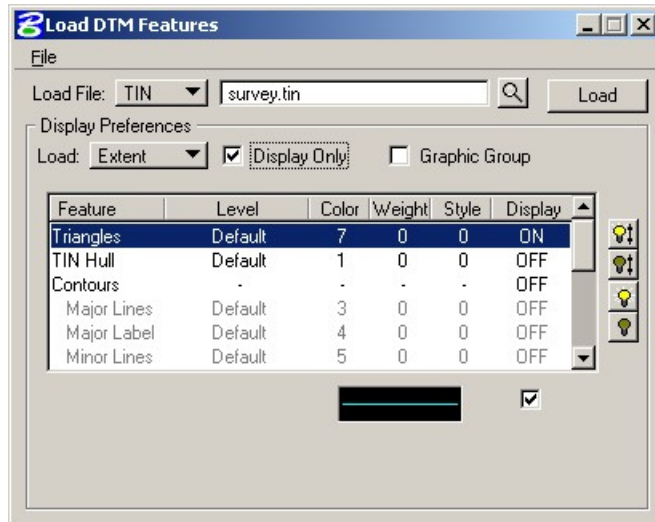 Load DTM Features
File
Load File: TIN survey.tin Load
Display Preferences
Load: Extent Display Only Graphic Group
Feature Level Color Weight Style Display
Triangles Default 7 0 0 ON
TIN Hull Default 1 0 0 OFF
Contours - - - - OFF
Major Lines Default 3 0 0 OFF
Major Label Default 4 0 0 OFF
Minor Lines Default 5 0 0 OFF